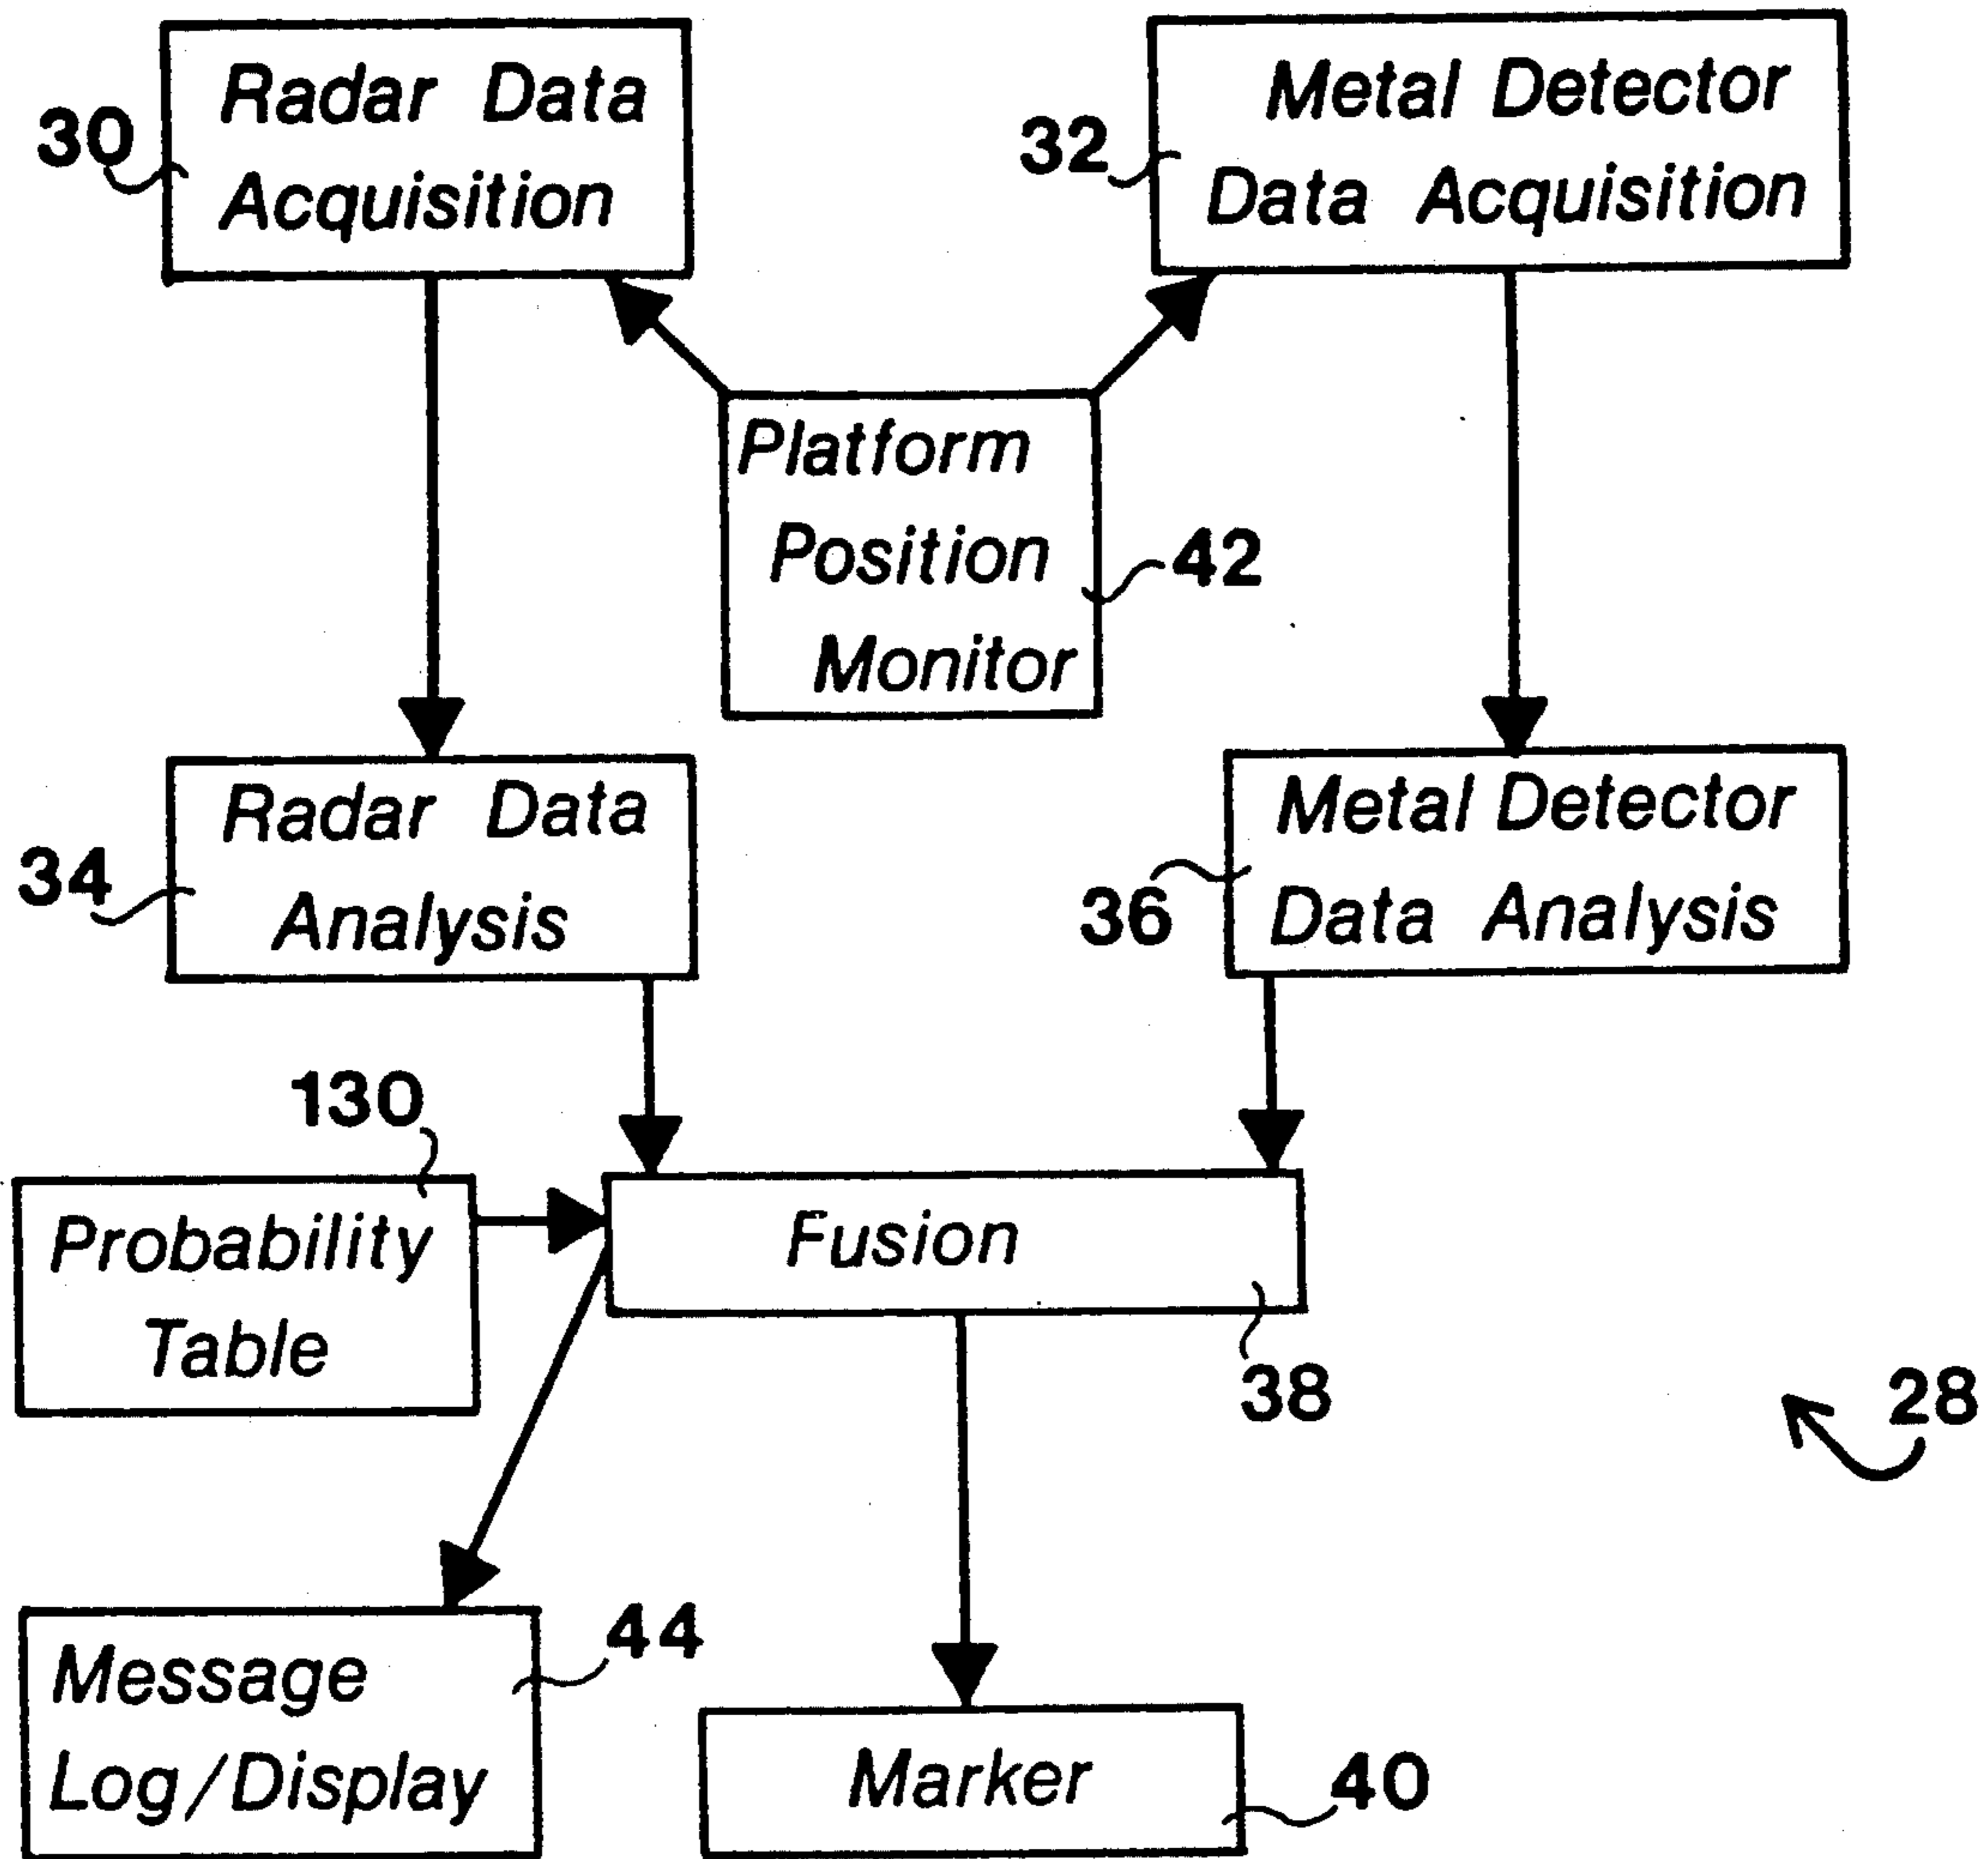 Radar Data
Acquisition
30
Metal Detector
Data Acquisition
32
Platform
Position
Monitor
42
Radar Data
Analysis
34
Metal Detector
Data Analysis
36
130
Probability
Table
Fusion
38
28
Message
Log/Display
44
Marker
40